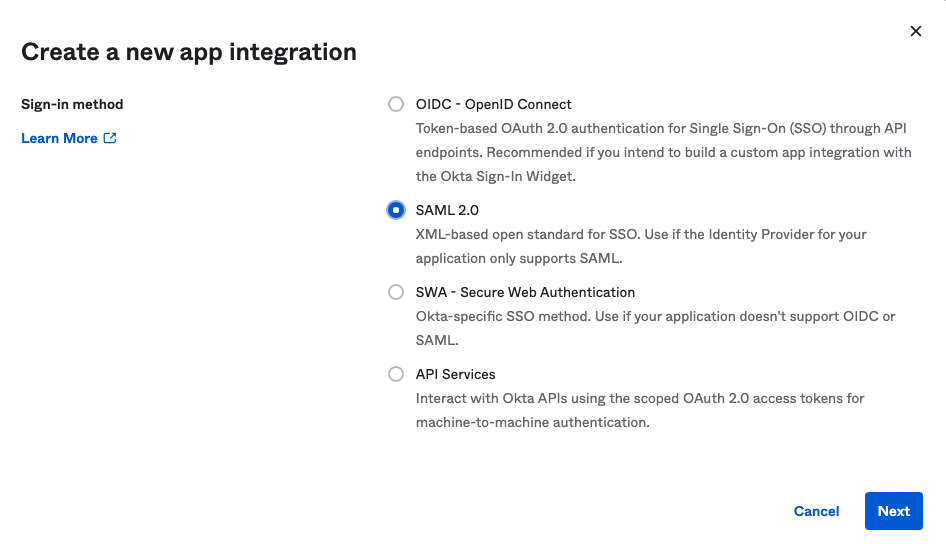 Create a new app integration
Sign-in method
Learn More
OIDC - OpenID Connect
Token-based OAuth 2.0 authentication for Single Sign-On (SSO) through API
endpoints. Recommended if you intend to build a custom app integration with
the Okta Sign-In Widget.
SAML 2.0
XML-based open standard for SSO. Use if the Identity Provider for your
application only supports SAML.
SWA - Secure Web Authentication
Okta-specific SSO method. Use if your application doesn't support OIDC or
SAML.
API Services
Interact with Okta APIs using the scoped OAuth 2.0 access tokens for
machine-to-machine authentication.
Cancel
Next